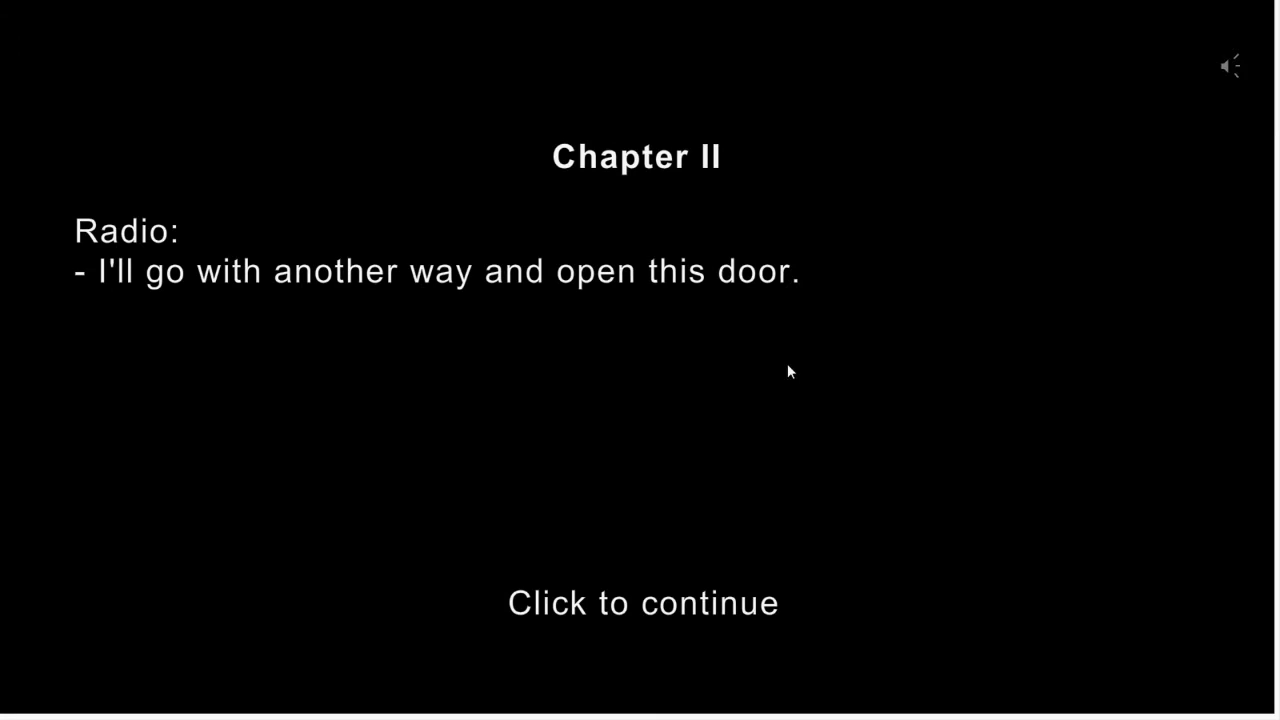 Chapter II
Radio:
- I'll go with another way and open this door.
Click to continue